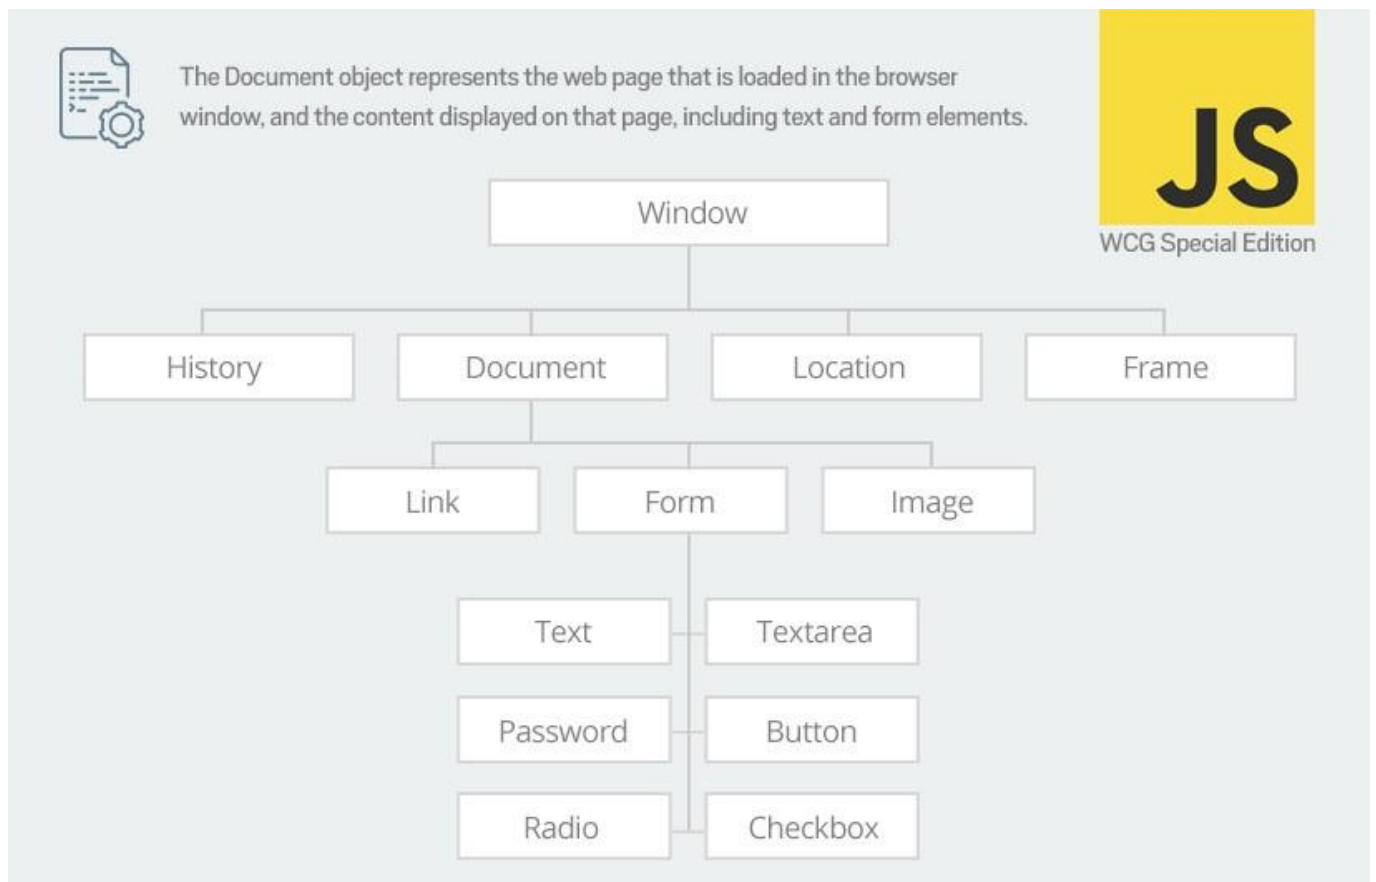 The Document object represents the web page that is loaded in the browser
window, and the content displayed on that page, including text and form elements.
JS
WCG Special Edition
Window
History
Document
Location
Frame
Link
Form
Image
Text
Textarea
Password
Button
Radio
Checkbox